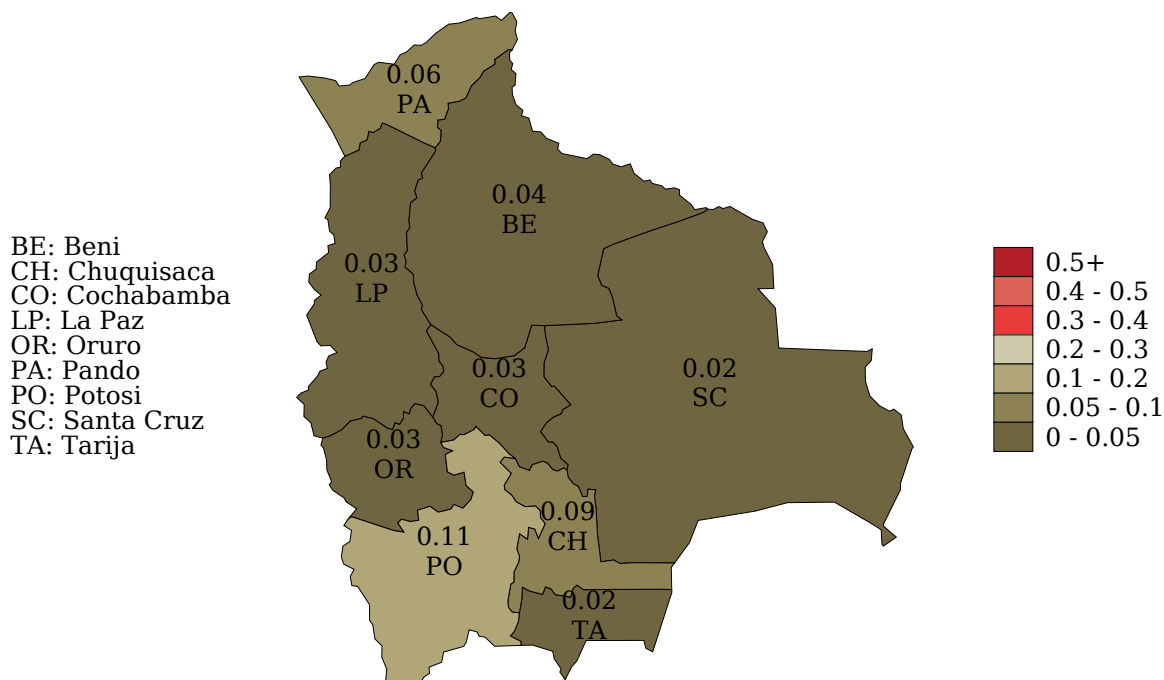 0.06
PA
0.04
BE
0.03
LP
0.03
CO
0.02
SC
0.03
OR
0.11
PO
0.09
CH
0.02
TA
BE: Beni
CH: Chuquisaca
CO: Cochabamba
LP: La Paz
OR: Oruro
PA: Pando
PO: Potosi
SC: Santa Cruz
TA: Tarija
0.5+
0.4 - 0.5
0.3 - 0.4
0.2 - 0.3
0.1 - 0.2
0.05 - 0.1
0 - 0.05